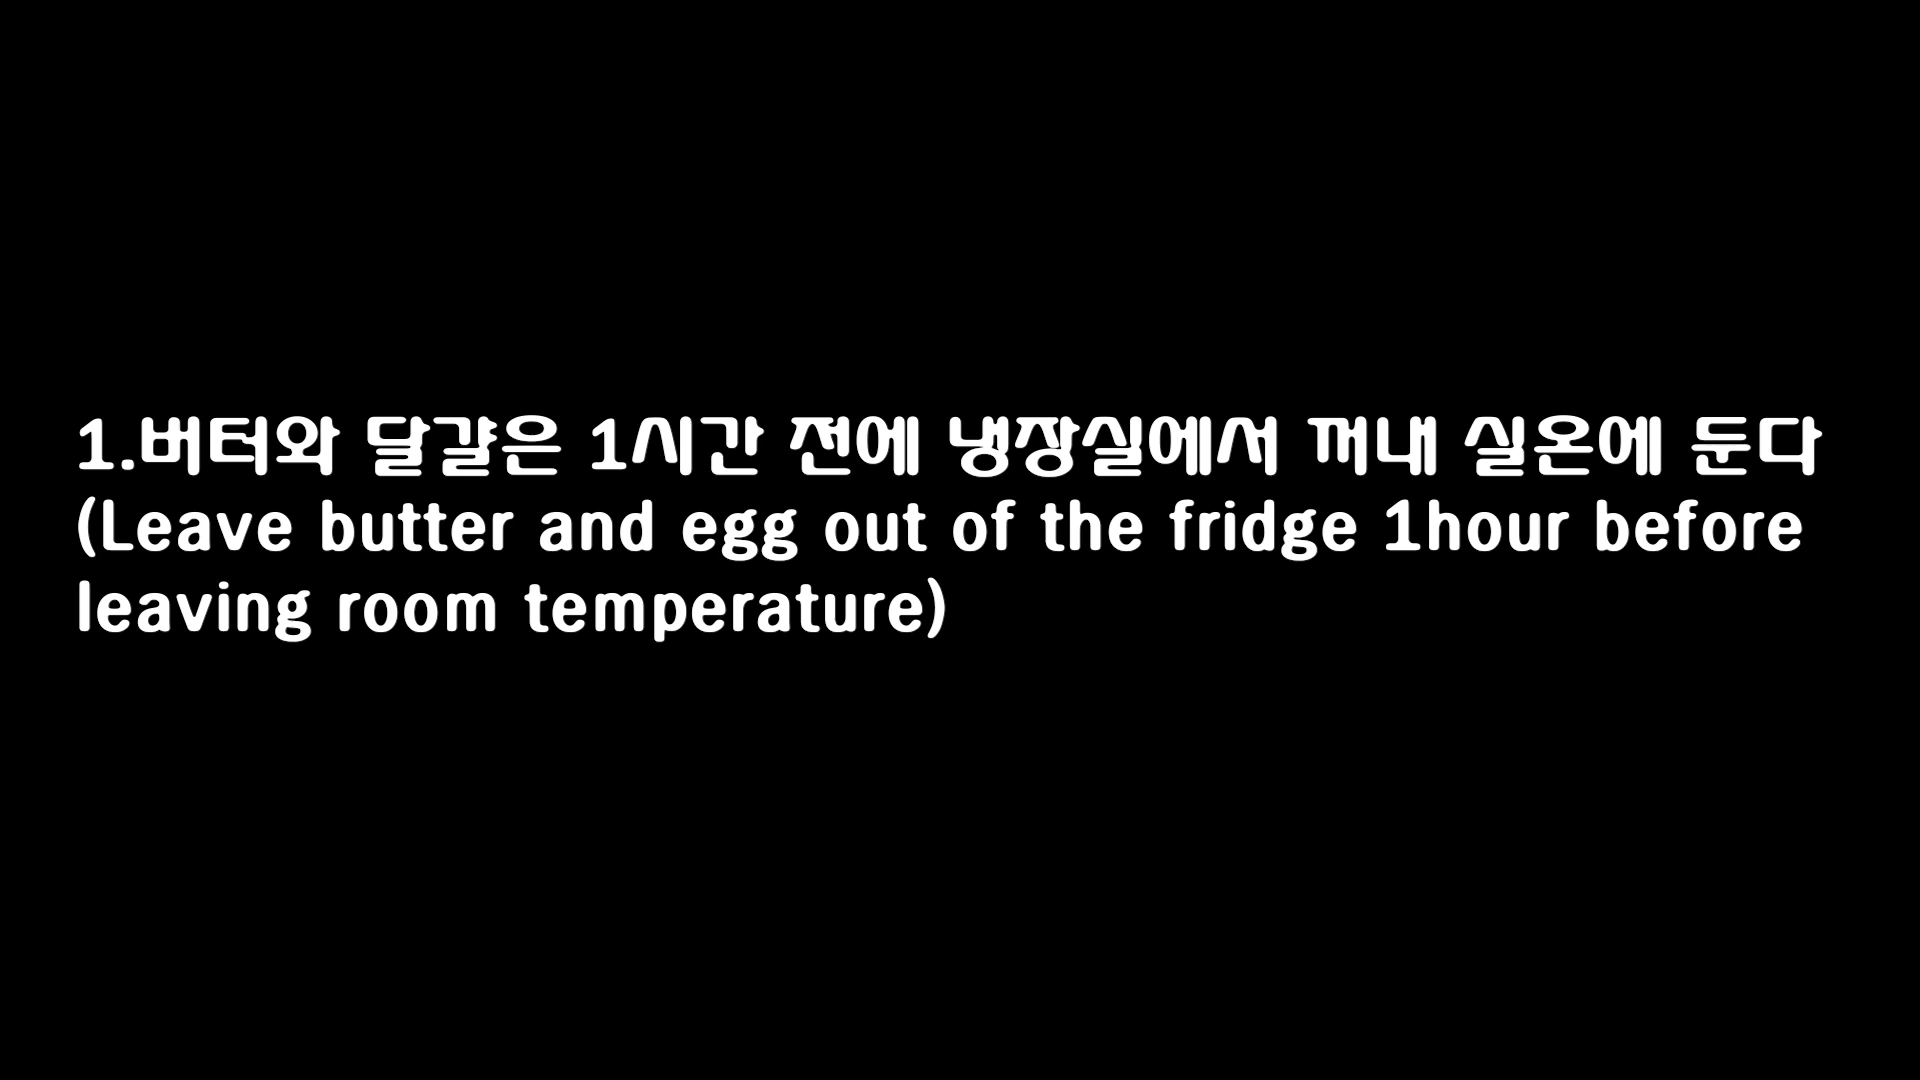 1.버터와 달걀은 1시간 전에 냉장실에서 꺼내 실온에 둔다
(Leave butter and egg out of the fridge 1hour before
leaving room temperature)